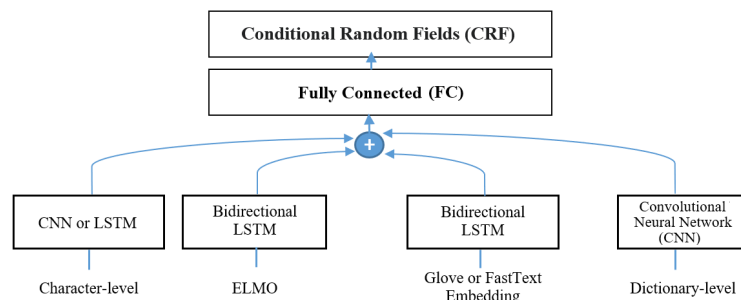 Conditional Random Fields (CRF)
Fully Connected (FC)
+
CNN or LSTM
Bidirectional
LSTM
Bidirectional
LSTM
Convolutional
Neural Network
(CNN)
Character-level
ELMO
Glove or FastText
Embedding
Dictionary-level